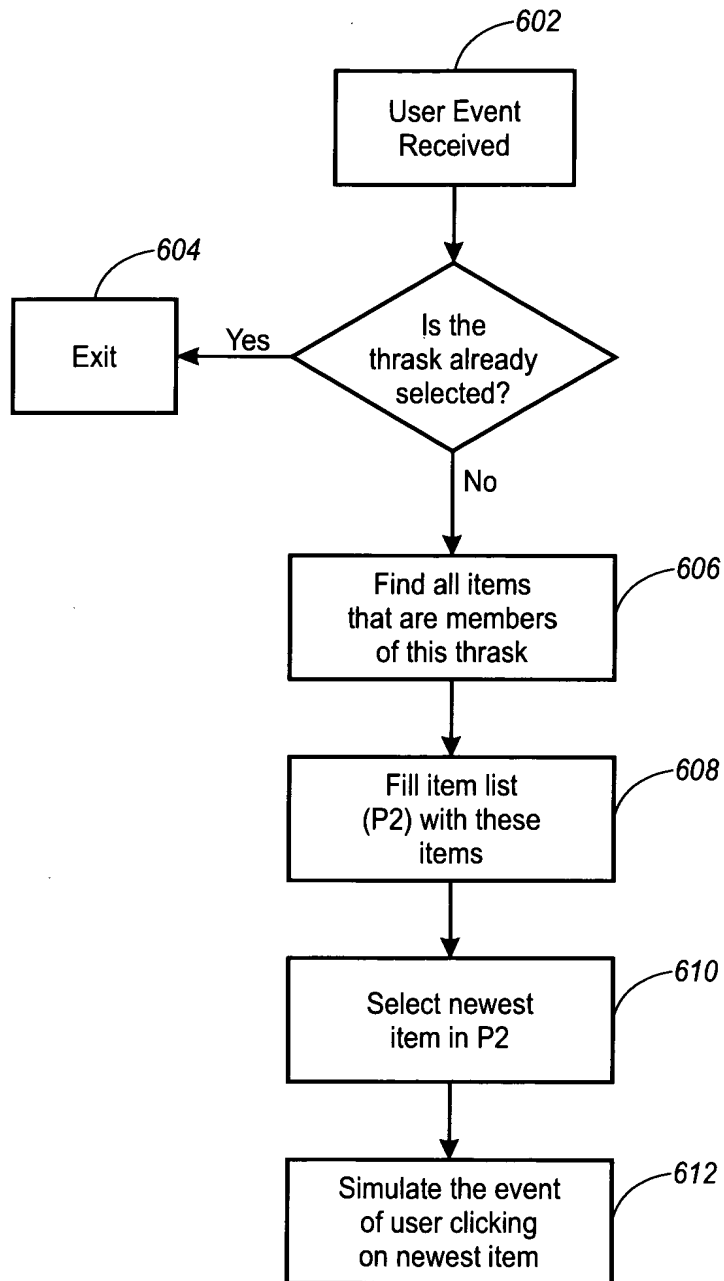 602
User Event
Received
604
Exit
Yes
Is the
thrask already
selected?
No
606
Find all items
that are members
of this thrask
608
Fill item list
(P2) with these
items
610
Select newest
item in P2
612
Simulate the event
of user clicking
on newest item